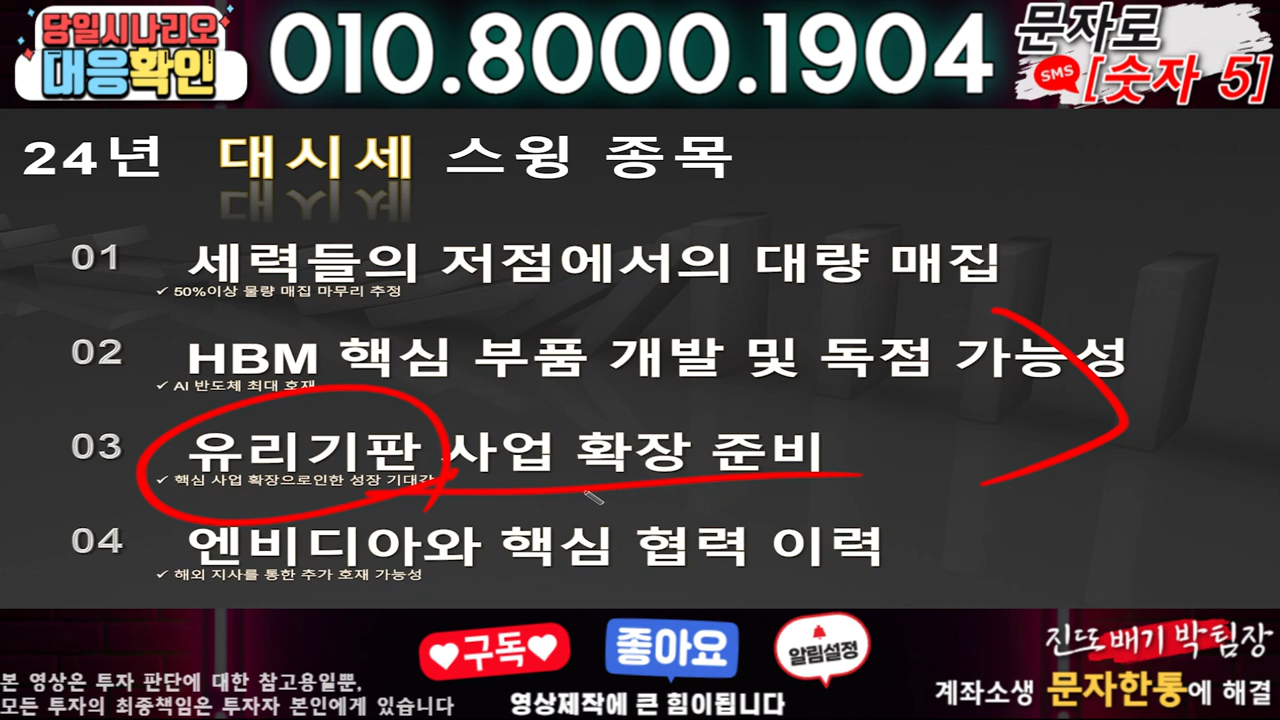 당일시나리오
대응확인
010.8000.1904
문자로
SMS [숫자 5]
24년 대시세 스윙 종목
01 세력들의 저점에서의 대량 매집
✓ 50%이상 물량 매집 마무리 추정
02 HBM 핵심 부품 개발 및 독점 가능성
✓ AI 반도체 최대 호재
03 유리기판 사업 확장 준비
✓ 핵심 사업 확장으로인한 성장 기대감
04 엔비디아와 핵심 협력 이력
✓ 해외 지사를 통한 추가 호재 가능성
구독
좋아요
알림설정
영상제작에 큰 힘이됩니다
본 영상은 투자 판단에 대한 참고용일뿐,
모든 투자의 최종책임은 투자자 본인에게 있습니다
진또배기 박팀장
계좌소생 문자한통에 해결